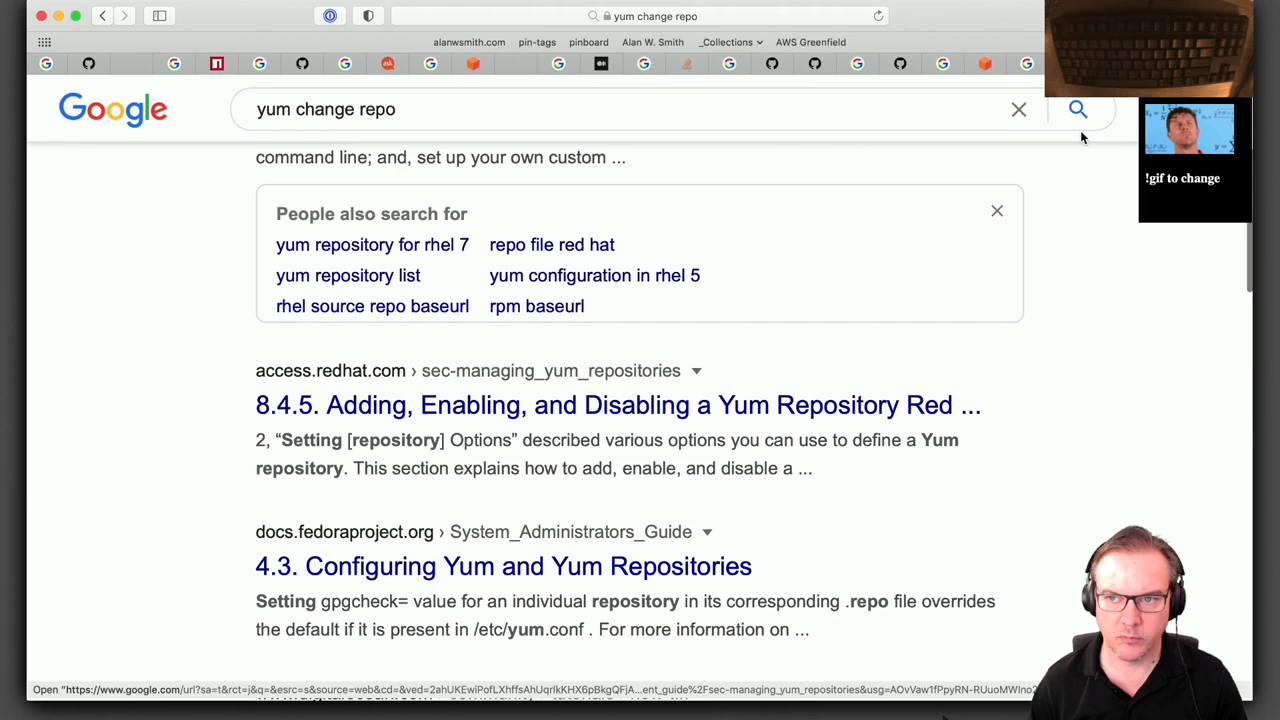 yum change repo
alanwsmith.com pin-tags pinboard Alan W. Smith _Collections AWS Greenfield
Google
yum change repo
!gif to change
command line; and, set up your own custom ...
People also search for
yum repository for rhel 7 repo file red hat
yum repository list yum configuration in rhel 5
rhel source repo baseurl rpm baseurl
access.redhat.com › sec-managing_yum_repositories
8.4.5. Adding, Enabling, and Disabling a Yum Repository Red ...
2, “Setting [repository] Options” described various options you can use to define a Yum
repository. This section explains how to add, enable, and disable a ...
docs.fedoraproject.org › System_Administrators_Guide
4.3. Configuring Yum and Yum Repositories
Setting gpgcheck= value for an individual repository in its corresponding .repo file overrides
the default if it is present in /etc/yum.conf . For more information on ...